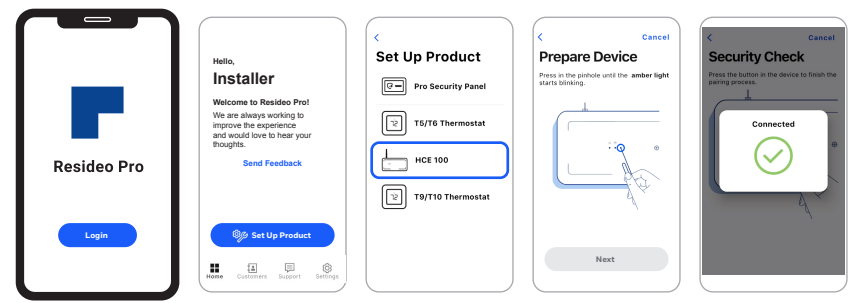 Resideo Pro
Login
Hello,
Installer
Welcome to Resideo Pro!
We are always working to
improve the experience
and would love to hear your
thoughts.
Send Feedback
Set Up Product
Home
Customers
Support
Settings
Set Up Product
Pro Security Panel
T5/T6 Thermostat
HCE 100
T9/T10 Thermostat
Cancel
Prepare Device
Press in the pinhole until the amber light
starts blinking.
Next
Cancel
Security Check
Press the button in the device to finish the
pairing process.
Connected